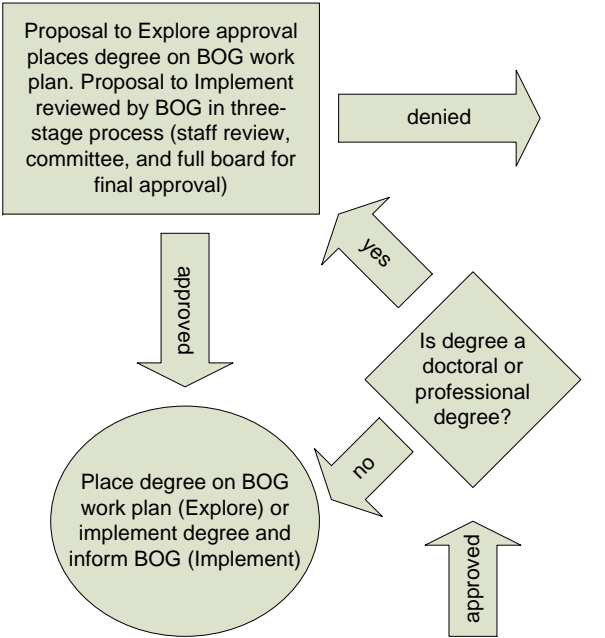 Proposal to Explore approval
places degree on BOG work
plan. Proposal to Implement
reviewed by BOG in three-
stage process (staff review,
committee, and full board for
final approval)
denied
yes
approved
Is degree a
doctoral or
professional
degree?
no
Place degree on BOG
work plan (Explore) or
implement degree and
inform BOG (Implement)
approved